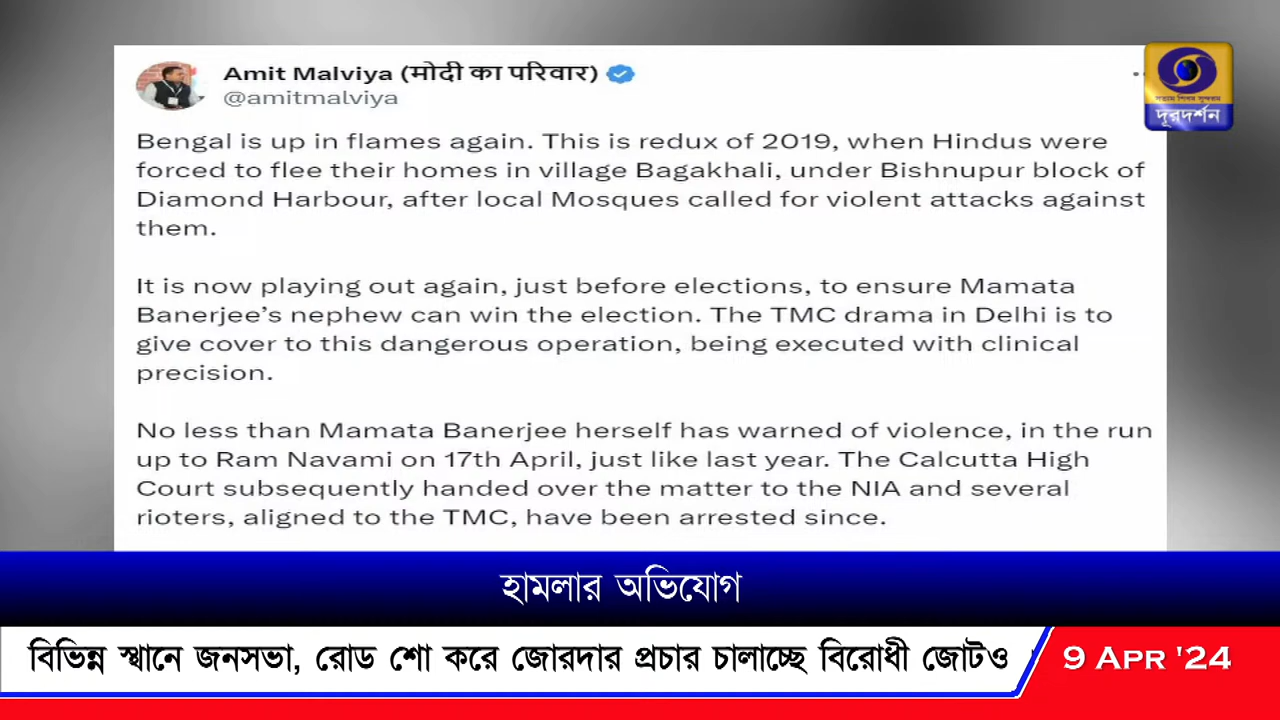 Amit Malviya (मोदी का परिवार)
@amitmalviya
সত্যম শিবম সুন্দরম
দূরদর্শন
Bengal is up in flames again. This is redux of 2019, when Hindus were
forced to flee their homes in village Bagakhali, under Bishnupur block of
Diamond Harbour, after local Mosques called for violent attacks against
them.
It is now playing out again, just before elections, to ensure Mamata
Banerjee’s nephew can win the election. The TMC drama in Delhi is to
give cover to this dangerous operation, being executed with clinical
precision.
No less than Mamata Banerjee herself has warned of violence, in the run
up to Ram Navami on 17th April, just like last year. The Calcutta High
Court subsequently handed over the matter to the NIA and several
rioters, aligned to the TMC, have been arrested since.
হামলার অভিযোগ
বিভিন্ন স্থানে জনসভা, রোড শো করে জোরদার প্রচার চালাচ্ছে বিরোধী জোটও
9 Apr '24